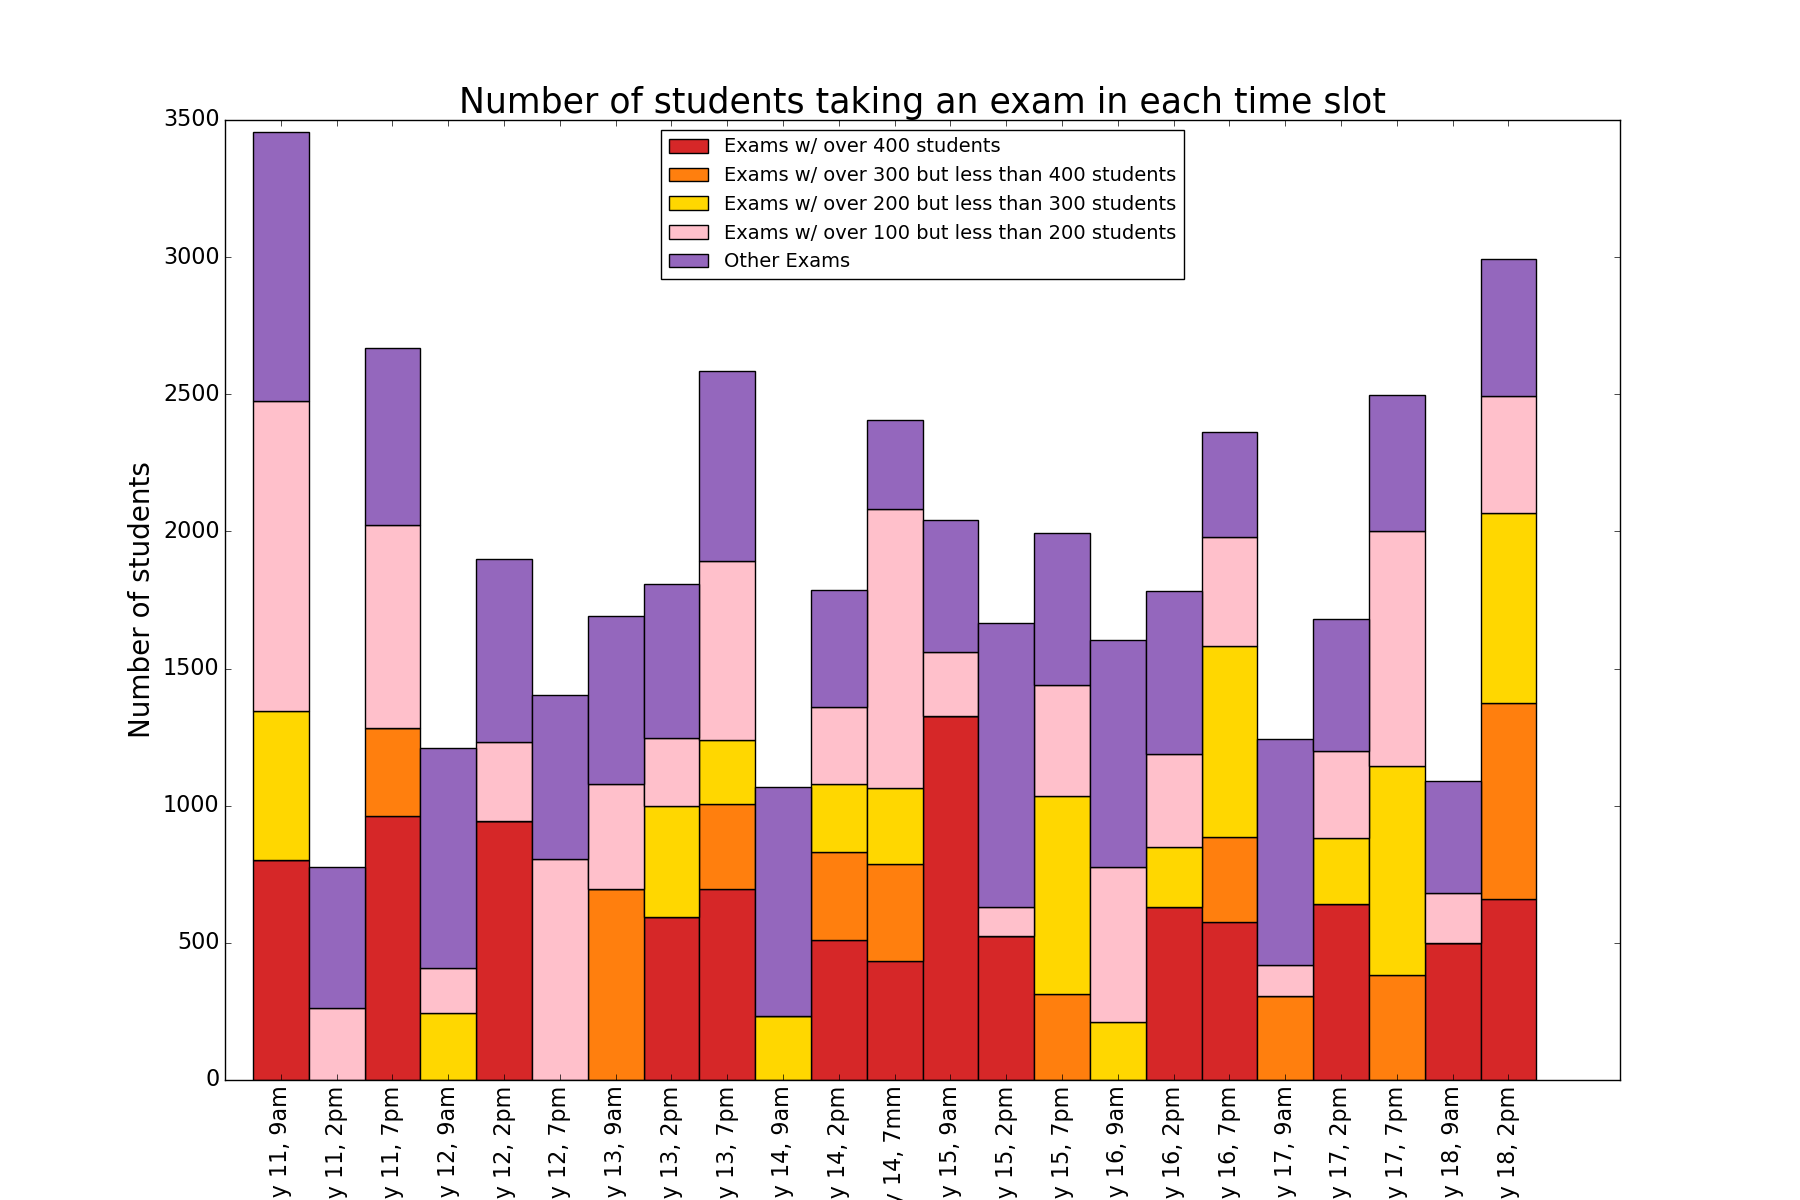 Number of students taking an exam in each time slot
Exams w/ over 400 students
Exams w/ over 300 but less than 400 students
Exams w/ over 200 but less than 300 students
Exams w/ over 100 but less than 200 students
Other Exams
Number of students
3500
3000
2500
2000
1500
1000
500
0
y 11, 9am
y 11, 2pm
y 11, 7pm
y 12, 9am
y 12, 2pm
y 12, 7pm
y 13, 9am
y 13, 2pm
y 13, 7pm
y 14, 9am
y 14, 2pm
y 14, 7mm
y 15, 9am
y 15, 2pm
y 15, 7pm
y 16, 9am
y 16, 2pm
y 16, 7pm
y 17, 9am
y 17, 2pm
y 17, 7pm
y 18, 9am
y 18, 2pm